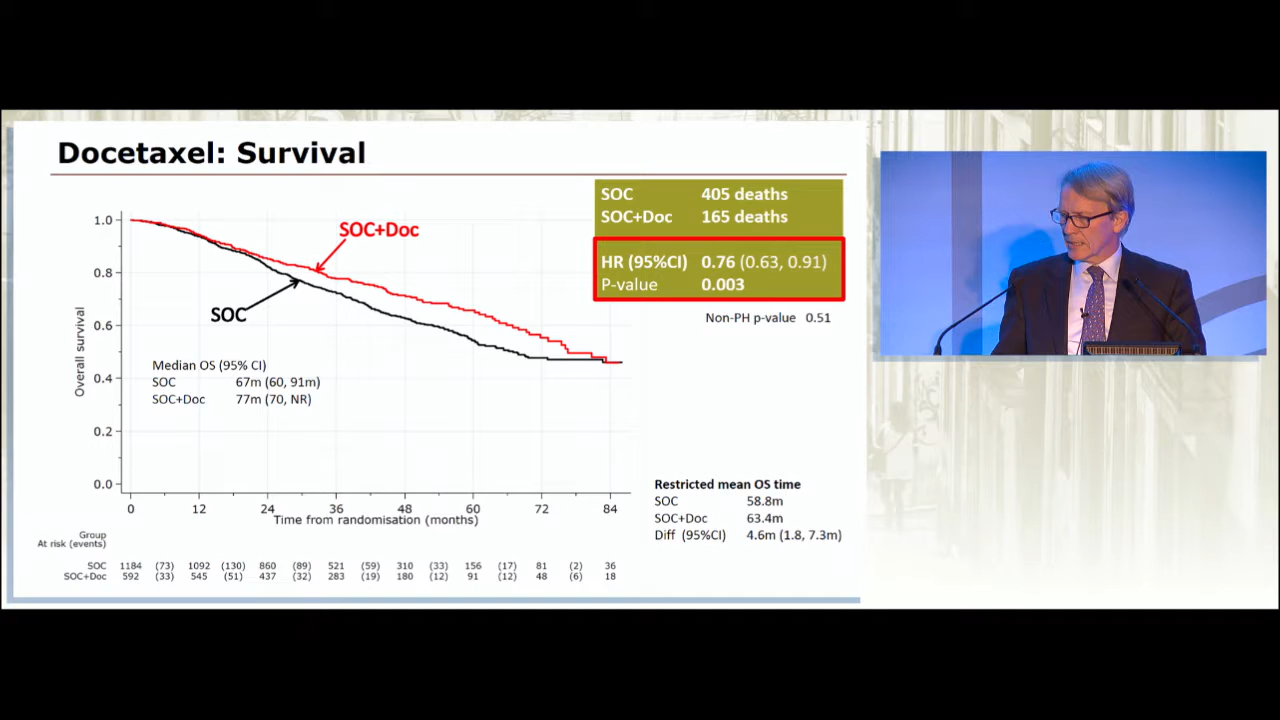 Docetaxel: Survival
SOC 405 deaths
SOC+Doc 165 deaths
HR (95%CI) 0.76 (0.63, 0.91)
P-value 0.003
Non-PH p-value 0.51
1.0
0.8
0.6
0.4
0.2
0.0
Overall survival
SOC+Doc
SOC
Median OS (95% CI)
SOC 67m (60, 91m)
SOC+Doc 77m (70, NR)
0 12 24 36 48 60 72 84
Time from randomisation (months)
Restricted mean OS time
SOC 58.8m
SOC+Doc 63.4m
Diff (95%CI) 4.6m (1.8, 7.3m)
Group
At risk (events)
SOC 1184 (73) 1092 (130) 860 (89) 521 (59) 310 (33) 156 (17) 81 (2) 36
SOC+Doc 592 (33) 545 (51) 437 (32) 283 (19) 180 (12) 91 (12) 48 (6) 18